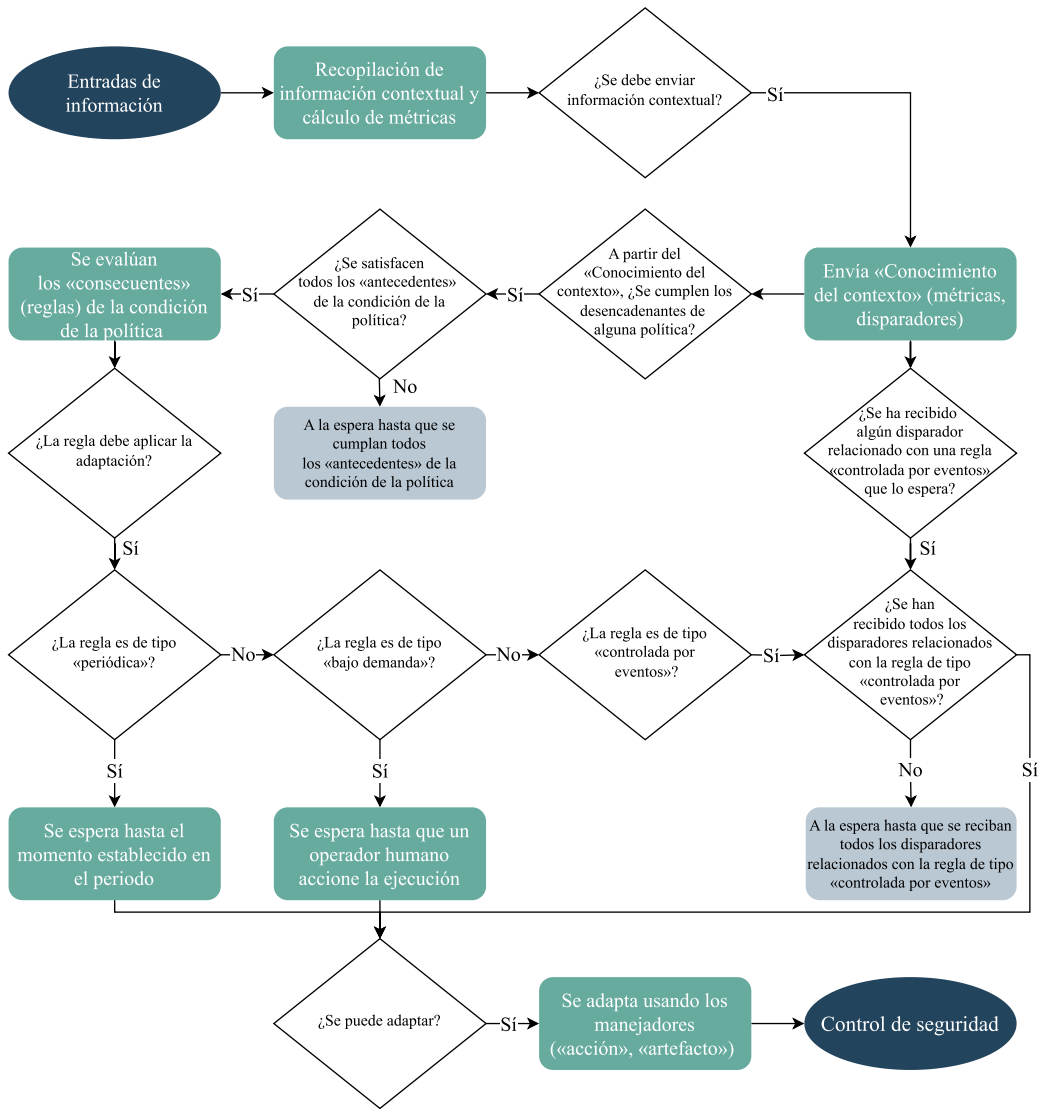 Entradas de
información
Recopilación de
información contextual y
cálculo de métricas
¿Se debe enviar
información contextual?
Sí
Se evalúan
los «consecuentes»
(reglas) de la condición
de la política
Sí
¿Se satisfacen
todos los «antecedentes»
de la condición de la
política?
Sí
A partir del
«Conocimiento del
contexto», ¿Se cumplen los
desencadenantes de
alguna política?
Envía «Conocimiento
del contexto» (métricas,
disparadores)
No
A la espera hasta que se
cumplan todos
los «antecedentes» de la
condición de la política
¿La regla debe aplicar la
adaptación?
¿Se ha recibido
algún disparador
relacionado con una regla
«controlada por eventos»
que lo espera?
Sí
Sí
¿La regla es de tipo
«periódica»?
No
¿La regla es de tipo
«bajo demanda»?
No
¿La regla es de tipo
«controlada por
eventos»?
Sí
¿Se han
recibido todos los
disparadores relacionados
con la regla de tipo
«controlada por
eventos»?
Sí
Sí
No
Sí
Se espera hasta el
momento establecido en
el periodo
Se espera hasta que un
operador humano
accione la ejecución
A la espera hasta que se reciban
todos los disparadores
relacionados con la regla de tipo
«controlada por eventos»
¿Se puede adaptar?
Sí
Se adapta usando los
manejadores
(«acción», «artefacto»)
Control de seguridad